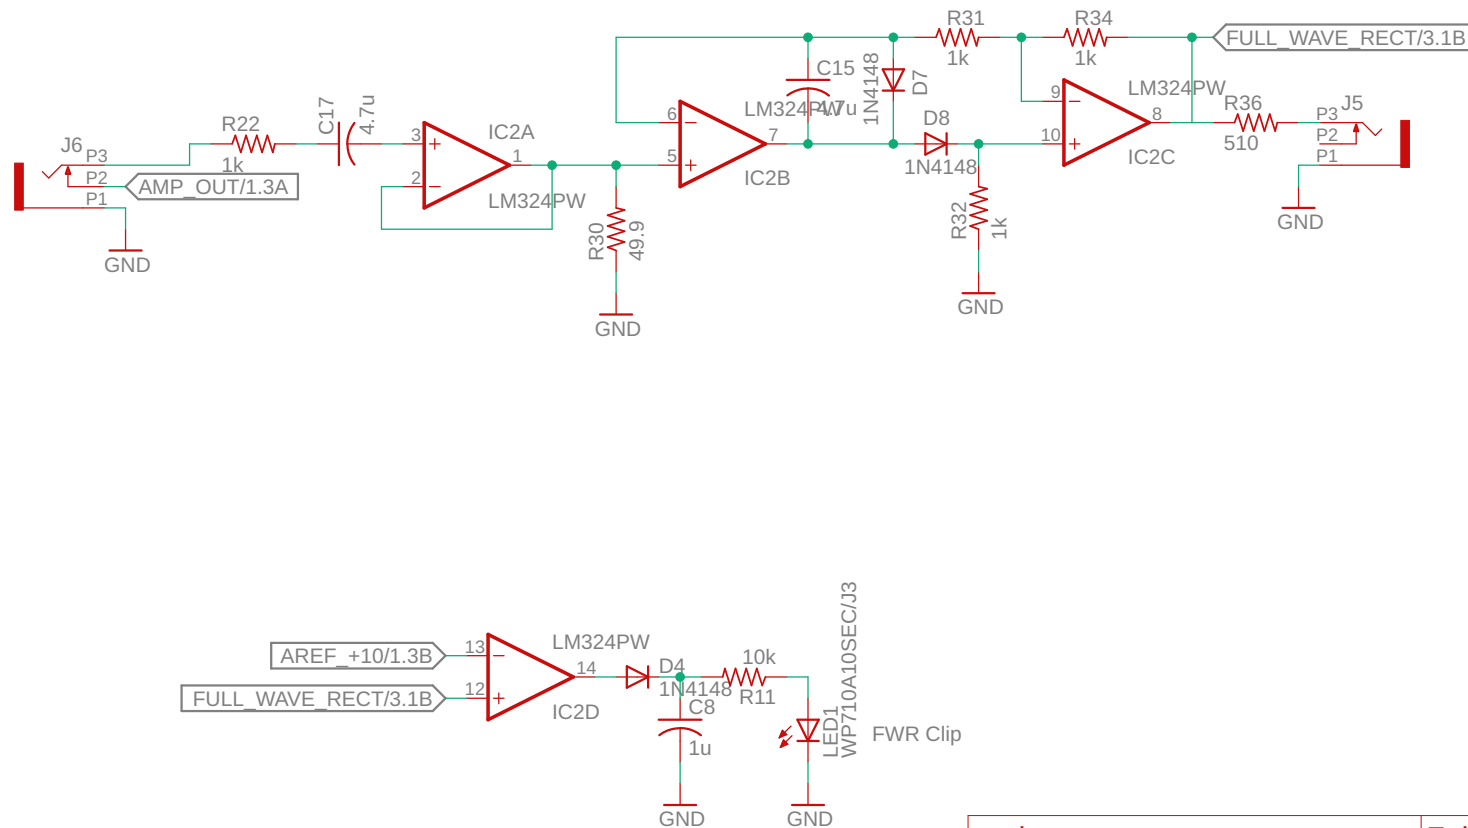 R31
R34
FULL_WAVE_RECT/3.1B
1k
1k
C15
1N4148
D7
LM324PW
4.7u
LM324PW
9
8
R36
J5
P3
P2
P1
510
C17
4.7u
R22
1k
J6
P3
P2
P1
AMP_OUT/1.3A
GND
3
2
1
IC2A
LM324PW
6
5
7
IC2B
D8
1N4148
10
IC2C
R30
49.9
R32
1k
GND
GND
GND
AREF_+10/1.3B
FULL_WAVE_RECT/3.1B
13
12
14
LM324PW
IC2D
D4
1N4148
10k
R11
C8
1u
LED1
WP710A10SEC/J3
FWR Clip
GND
GND